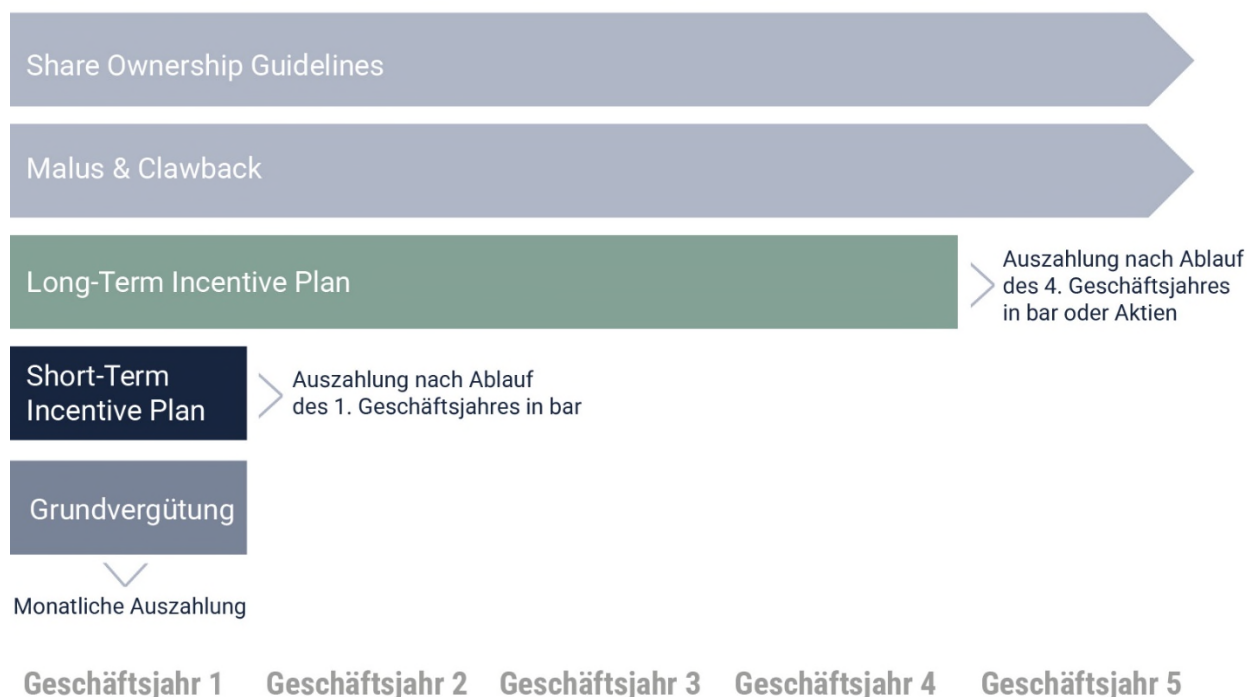 Share Ownership Guidelines
Malus & Clawback
Long-Term Incentive Plan
Auszahlung nach Ablauf
des 4. Geschäftsjahres
in bar oder Aktien
Short-Term
Incentive Plan
Auszahlung nach Ablauf
des 1. Geschäftsjahres in bar
Grundvergütung
Monatliche Auszahlung
Geschäftsjahr 1 Geschäftsjahr 2 Geschäftsjahr 3 Geschäftsjahr 4 Geschäftsjahr 5